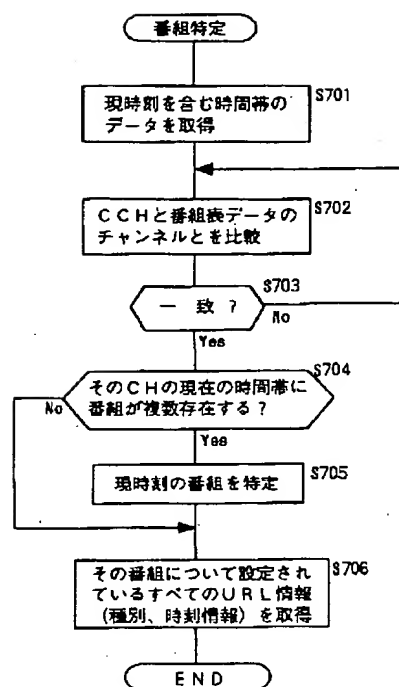 番組特定
現時刻を含む時間帯の
データを取得
S701
CCHと番組表データの
チャンネルとを比較
S702
一致?
S703
No
Yes
そのCHの現在の時間帯に
番組が複数存在する?
S704
No
Yes
現時刻の番組を特定
S705
その番組について設定され
ているすべてのURL情報
(種別、時刻情報)を取得
S706
END